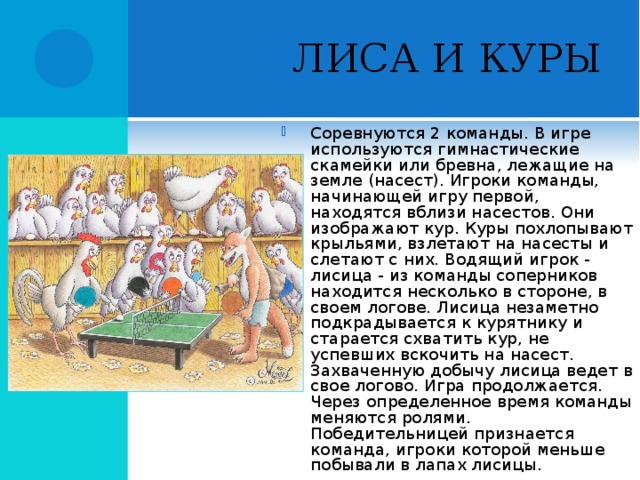 ЛИСА И КУРЫ
Соревнуются 2 команды. В игре
используются гимнастические
скамейки или бревна, лежащие на
земле (насест). Игроки команды,
начинающей игру первой,
находятся вблизи насестов. Они
изображают кур. Куры похлопывают
крыльями, взлетают на насесты и
слетают с них. Водящий игрок -
лисица - из команды соперников
находится несколько в стороне, в
своем логове. Лисица незаметно
подкрадывается к курятнику и
старается схватить кур, не
успевших вскочить на насест.
Захваченную добычу лисица ведет в
свое логово. Игра продолжается.
Через определенное время команды
меняются ролями.
Победительницей признается
команда, игроки которой меньше
побывали в лапах лисицы.